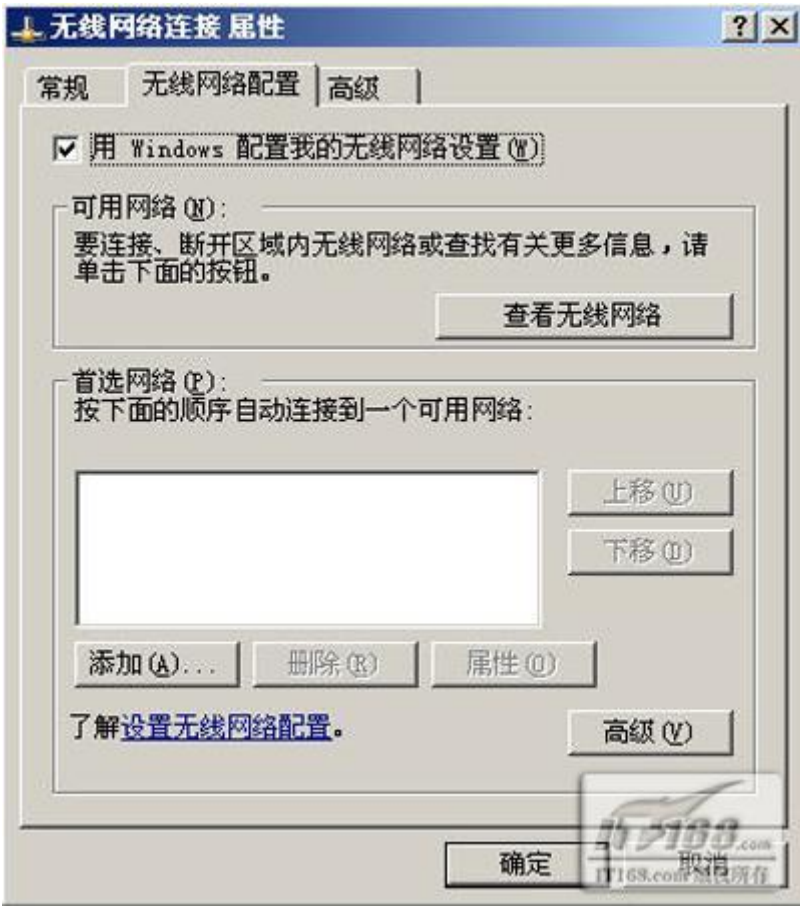 无线网络连接 属性
常规 无线网络配置 高级
用 Windows 配置我的无线网络设置(W)
可用网络(N):
要连接、断开区域内无线网络或查找有关更多信息，请
单击下面的按钮。
查看无线网络
首选网络(P):
按下面的顺序自动连接到一个可用网络:
上移(U)
下移(D)
添加(A)... 删除(R) 属性(O)
了解设置无线网络配置。
高级(V)
IT168.com
确定 取消
IT168.com 版权所有